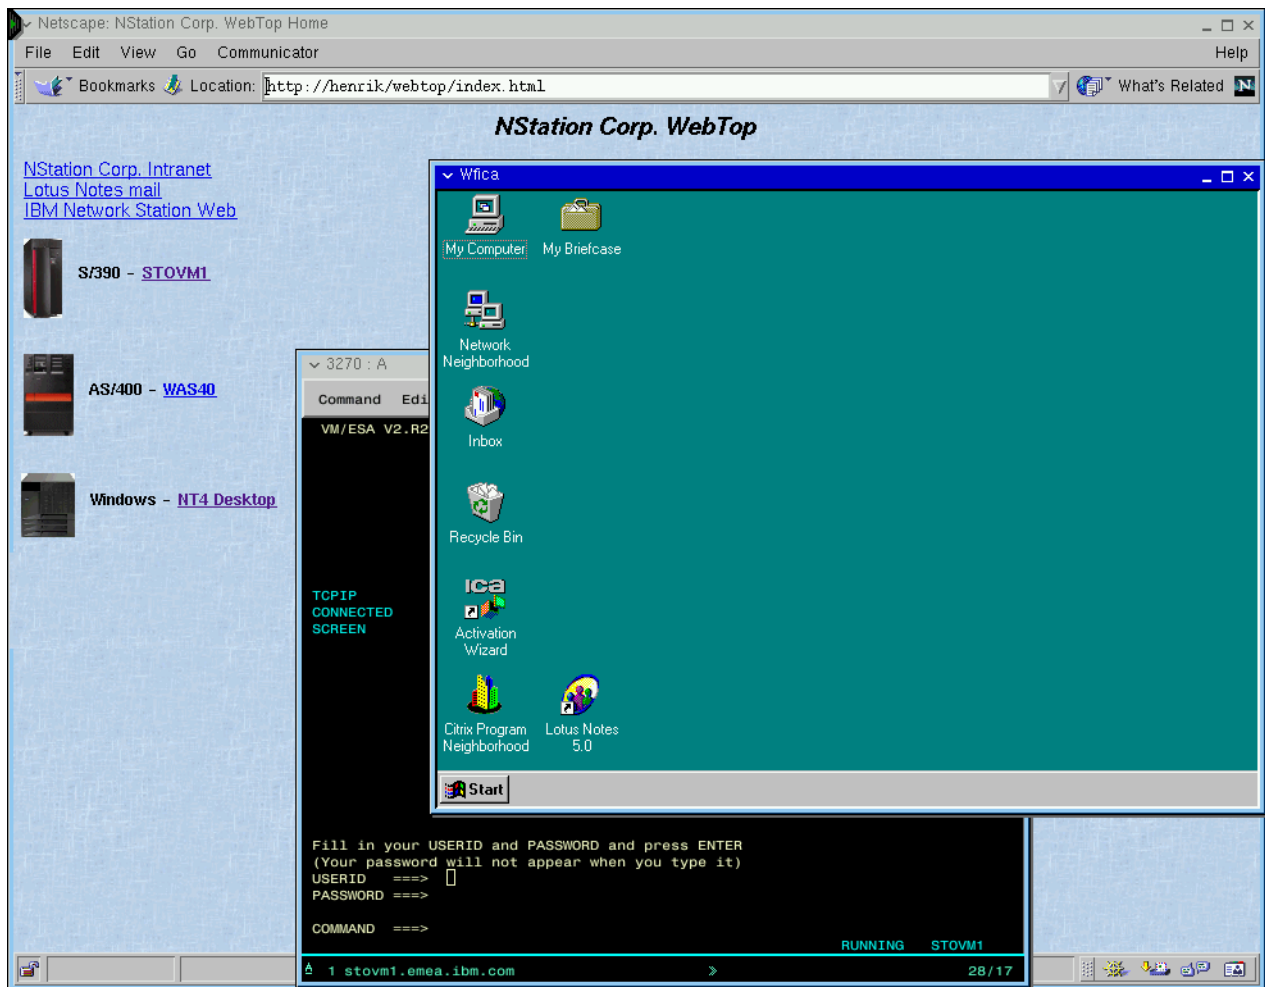 Netscape: NStation Corp. WebTop Home
File Edit View Go Communicator Help
Bookmarks Location: http://henrik/webtop/index.html What's Related N
NStation Corp. WebTop
NStation Corp. Intranet
Lotus Notes mail
IBM Network Station Web
S/390 - STOVM1
AS/400 - WAS40
Windows - NT4 Desktop
3270 : A
Command Edi
VM/ESA V2.R2
TCPIP
CONNECTED
SCREEN
Fill in your USERID and PASSWORD and press ENTER
(Your password will not appear when you type it)
USERID ===>
PASSWORD ===>
COMMAND ===>
RUNNING STOVM1
A 1 stovm1.emea.ibm.com > 28/17
Wfica
My Computer
My Briefcase
Network
Neighborhood
Inbox
Recycle Bin
ICA
Activation
Wizard
Citrix Program
Neighborhood
Lotus Notes
5.0
Start